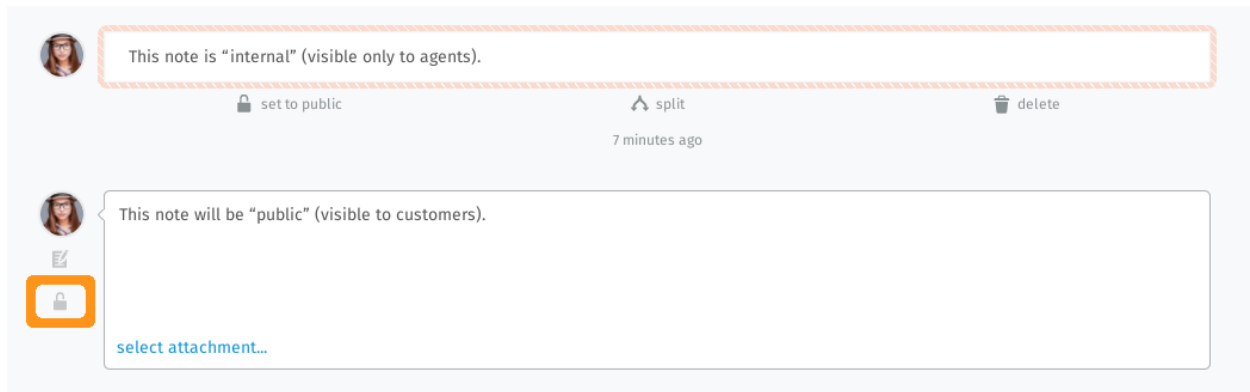 This note is “internal” (visible only to agents).
set to public
split
delete
7 minutes ago
This note will be “public” (visible to customers).
select attachment...